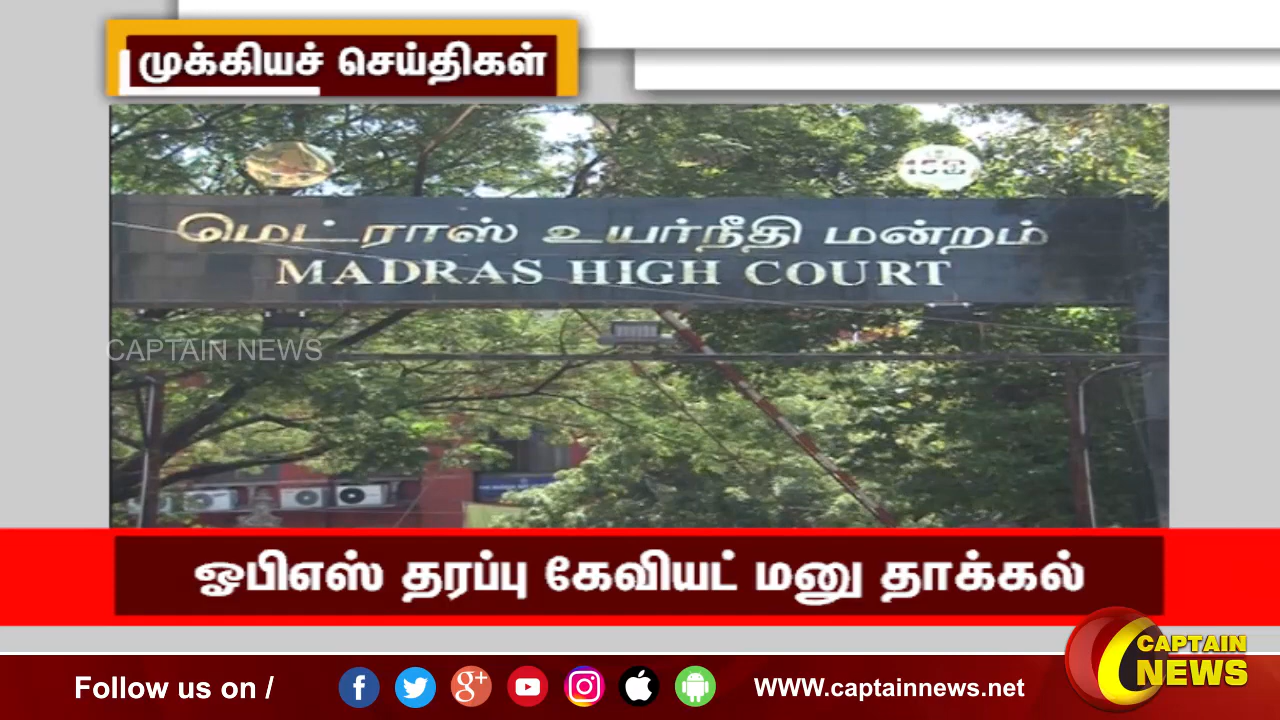 முக்கியச் செய்திகள்
150
மெட்ராஸ் உயர்நீதி மன்றம்
MADRAS HIGH COURT
CAPTAIN NEWS
ஓபிஎஸ் தரப்பு கேவியட் மனு தாக்கல்
Follow us on /
WWW.captainnews.net
CAPTAIN
NEWS